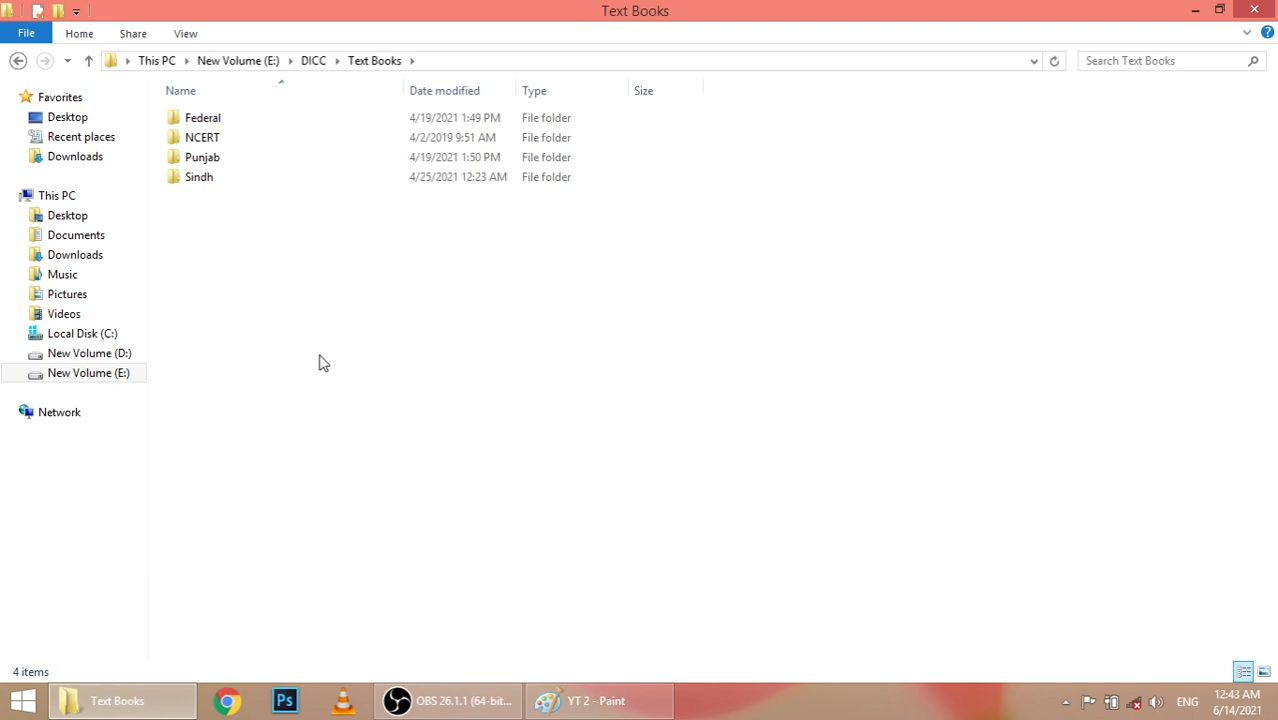 Text Books
File Home Share View
This PC New Volume (E:) DICC Text Books Search Text Books
Name Date modified Type Size
Favorites
Desktop
Recent places
Downloads
This PC
Desktop
Documents
Downloads
Music
Pictures
Videos
Local Disk (C:)
New Volume (D:)
New Volume (E:)
Network
Federal 4/19/2021 1:49 PM File folder
NCERT 4/2/2019 9:51 AM File folder
Punjab 4/19/2021 1:50 PM File folder
Sindh 4/25/2021 12:23 AM File folder
4 items
Text Books Ps OBS 26.1.1 (64-bit... YT 2 - Paint ENG 12:43 AM
6/14/2021